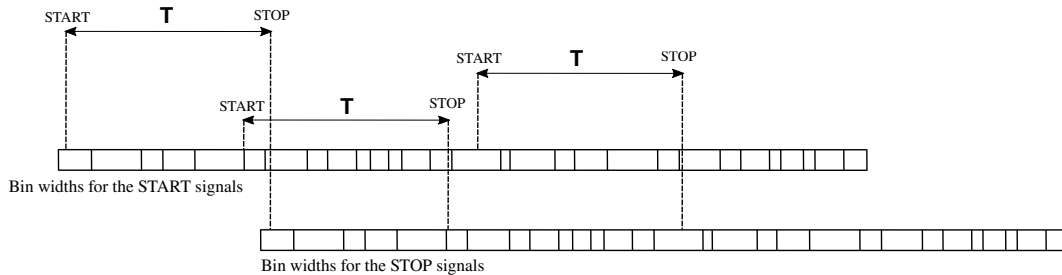 START T STOP
START T STOP
START T STOP
Bin widths for the START signals
Bin widths for the STOP signals